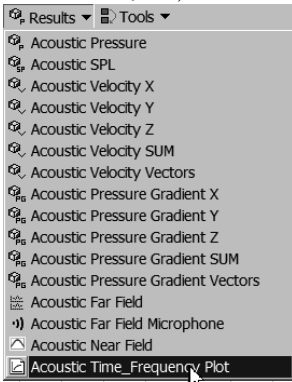 Results Tools
Acoustic Pressure
Acoustic SPL
Acoustic Velocity X
Acoustic Velocity Y
Acoustic Velocity Z
Acoustic Velocity SUM
Acoustic Velocity Vectors
Acoustic Pressure Gradient X
Acoustic Pressure Gradient Y
Acoustic Pressure Gradient Z
Acoustic Pressure Gradient SUM
Acoustic Pressure Gradient Vectors
Acoustic Far Field
Acoustic Far Field Microphone
Acoustic Near Field
Acoustic Time_Frequency Plot